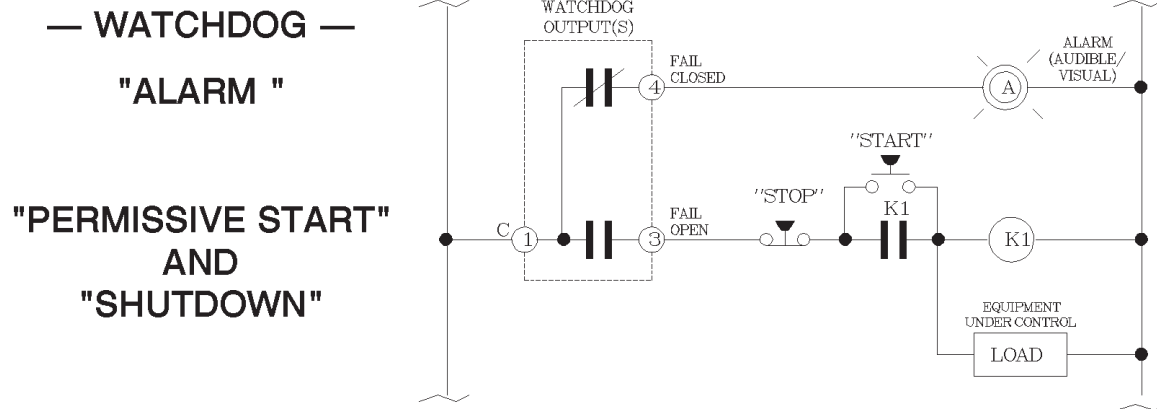 — WATCHDOG —
"ALARM "
"PERMISSIVE START"
AND
"SHUTDOWN"
WATCHDOG
OUTPUT(S)
FAIL
CLOSED
4
A
ALARM
(AUDIBLE/
VISUAL)
"START"
"STOP"
K1
C
1
3
FAIL
OPEN
K1
EQUIPMENT
UNDER CONTROL
LOAD